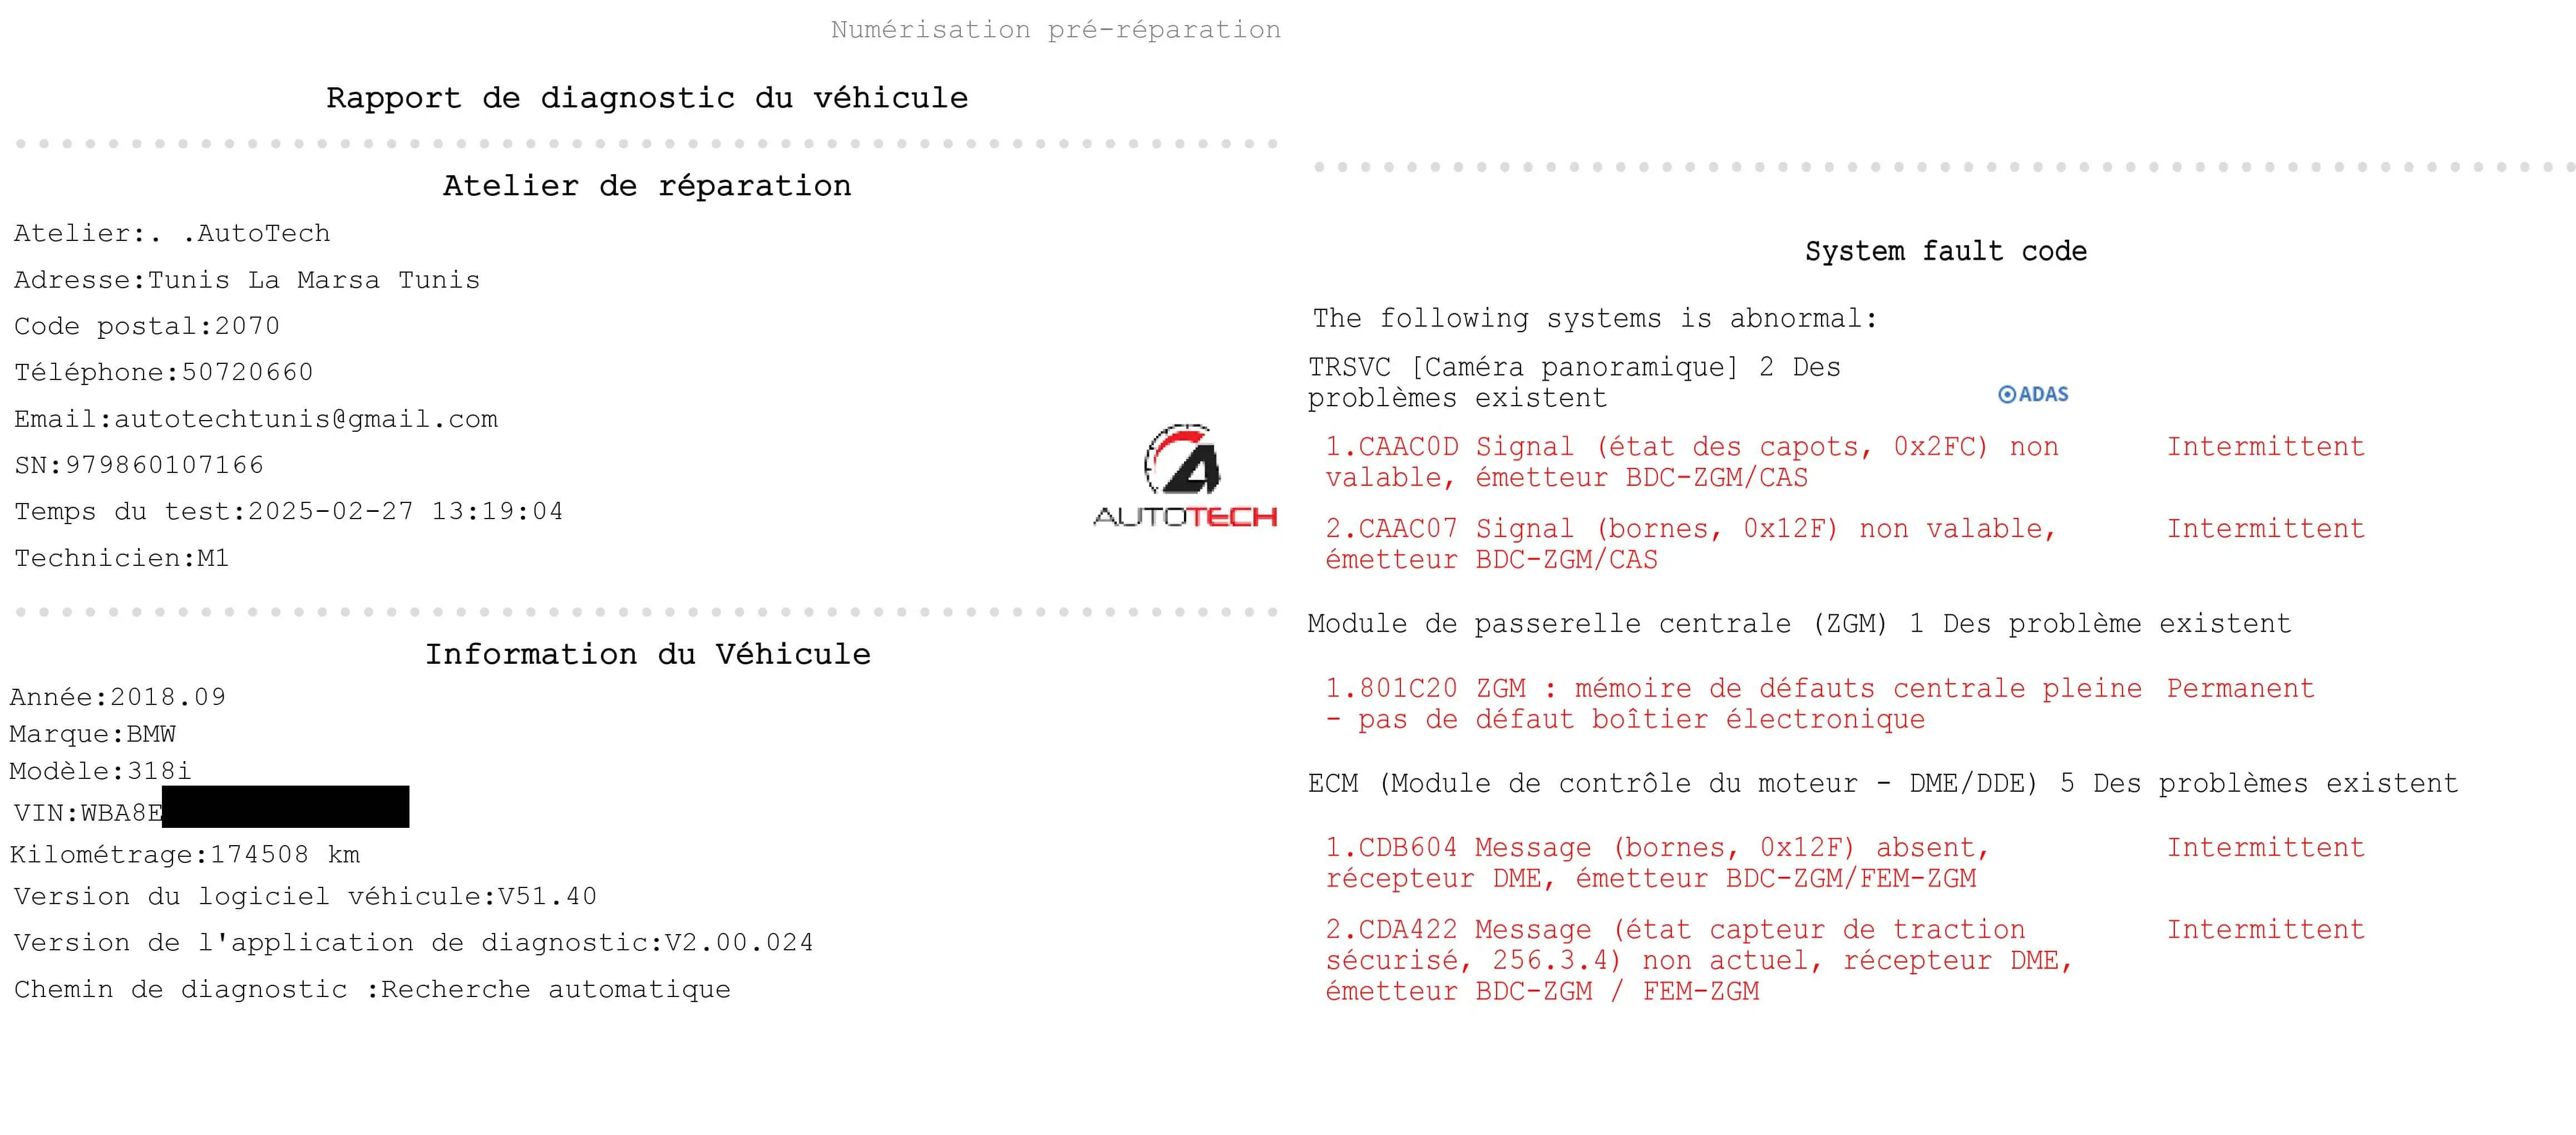 Numérisation pré-réparation
Rapport de diagnostic du véhicule
Atelier de réparation
Atelier:. .AutoTech
Adresse:Tunis La Marsa Tunis
Code postal:2070
Téléphone:50720660
Email:autotechtunis@gmail.com
SN:979860107166
Temps du test:2025-02-27 13:19:04
Technicien:M1
AUTOTECH
Information du Véhicule
Année:2018.09
Marque:BMW
Modèle:318i
VIN:WBA8E
Kilométrage:174508 km
Version du logiciel véhicule:V51.40
Version de l'application de diagnostic:V2.00.024
Chemin de diagnostic :Recherche automatique
System fault code
The following systems is abnormal:
TRSVC [Caméra panoramique] 2 Des
problèmes existent
ADAS
1.CAAC0D Signal (état des capots, 0x2FC) non Intermittent
valable, émetteur BDC-ZGM/CAS
2.CAAC07 Signal (bornes, 0x12F) non valable, Intermittent
émetteur BDC-ZGM/CAS
Module de passerelle centrale (ZGM) 1 Des problème existent
1.801C20 ZGM : mémoire de défauts centrale pleine Permanent
- pas de défaut boîtier électronique
ECM (Module de contrôle du moteur - DME/DDE) 5 Des problèmes existent
1.CDB604 Message (bornes, 0x12F) absent, Intermittent
récepteur DME, émetteur BDC-ZGM/FEM-ZGM
2.CDA422 Message (état capteur de traction Intermittent
sécurisé, 256.3.4) non actuel, récepteur DME,
émetteur BDC-ZGM / FEM-ZGM